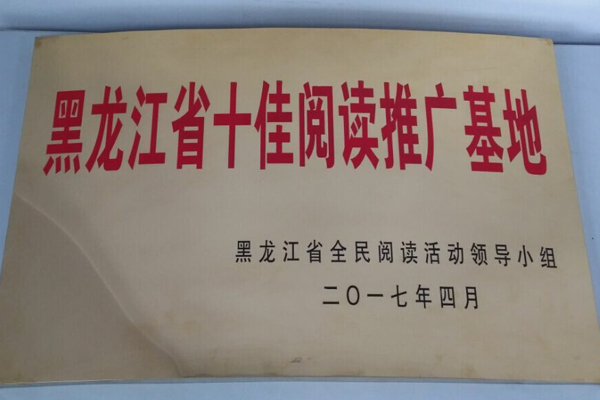 黑龙江省十佳阅读推广基地
黑龙江省全民阅读活动领导小组
二〇一七年四月